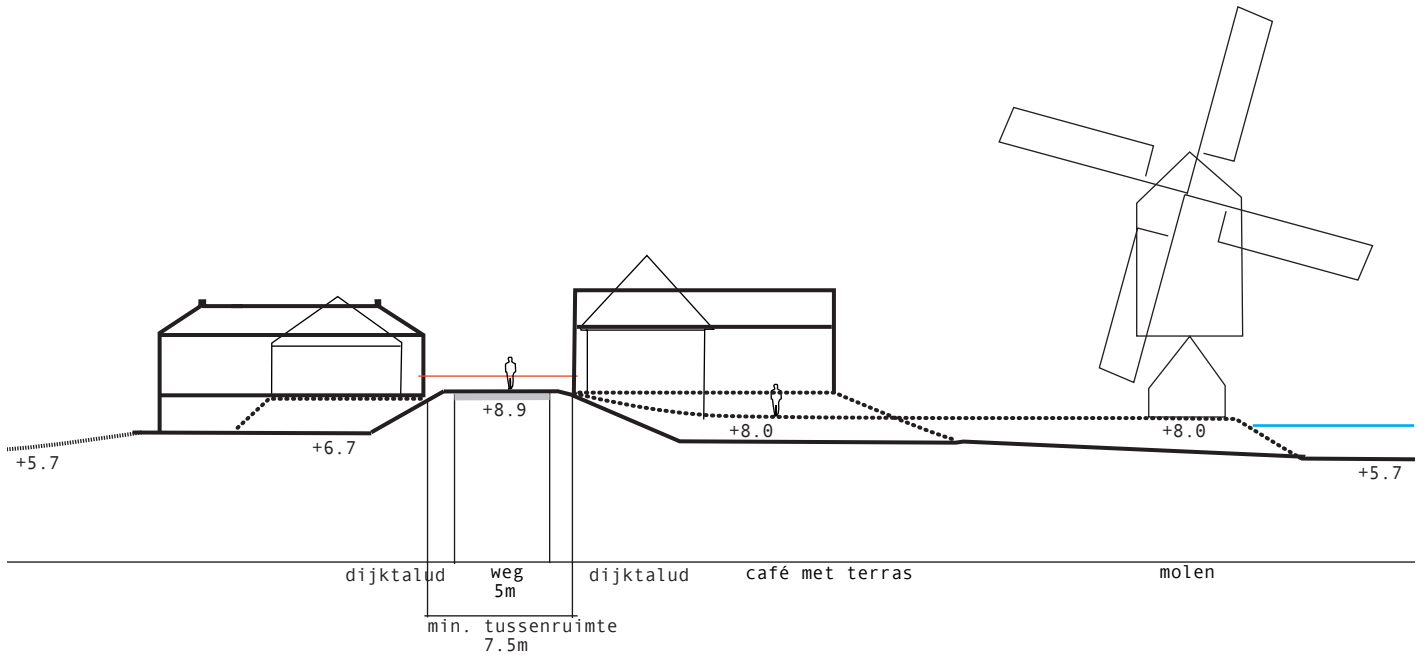 +8.9
+8.0
+8.0
+6.7
+5.7
+5.7
dijktalud
weg
5m
dijktalud
café met terras
molen
min. tussenruimte
7.5m